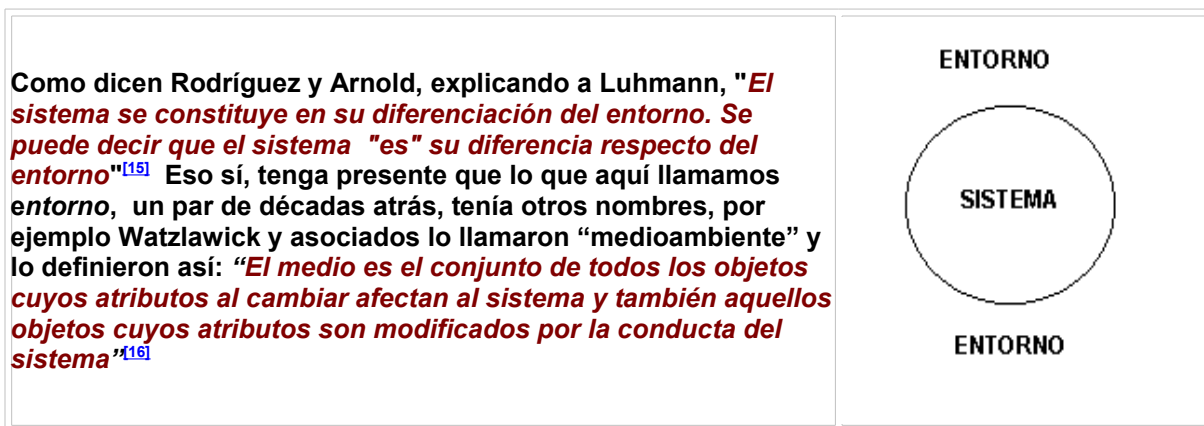 Como dicen Rodríguez y Arnold, explicando a Luhmann, "El
sistema se constituye en su diferenciación del entorno. Se
puede decir que el sistema "es" su diferencia respecto del
entorno"[15] Eso sí, tenga presente que lo que aquí llamamos
entorno, un par de décadas atrás, tenía otros nombres, por
ejemplo Watzlawick y asociados lo llamaron “medioambiente” y
lo definieron así: “El medio es el conjunto de todos los objetos
cuyos atributos al cambiar afectan al sistema y también aquellos
objetos cuyos atributos son modificados por la conducta del
sistema”[16]
ENTORNO
SISTEMA
ENTORNO